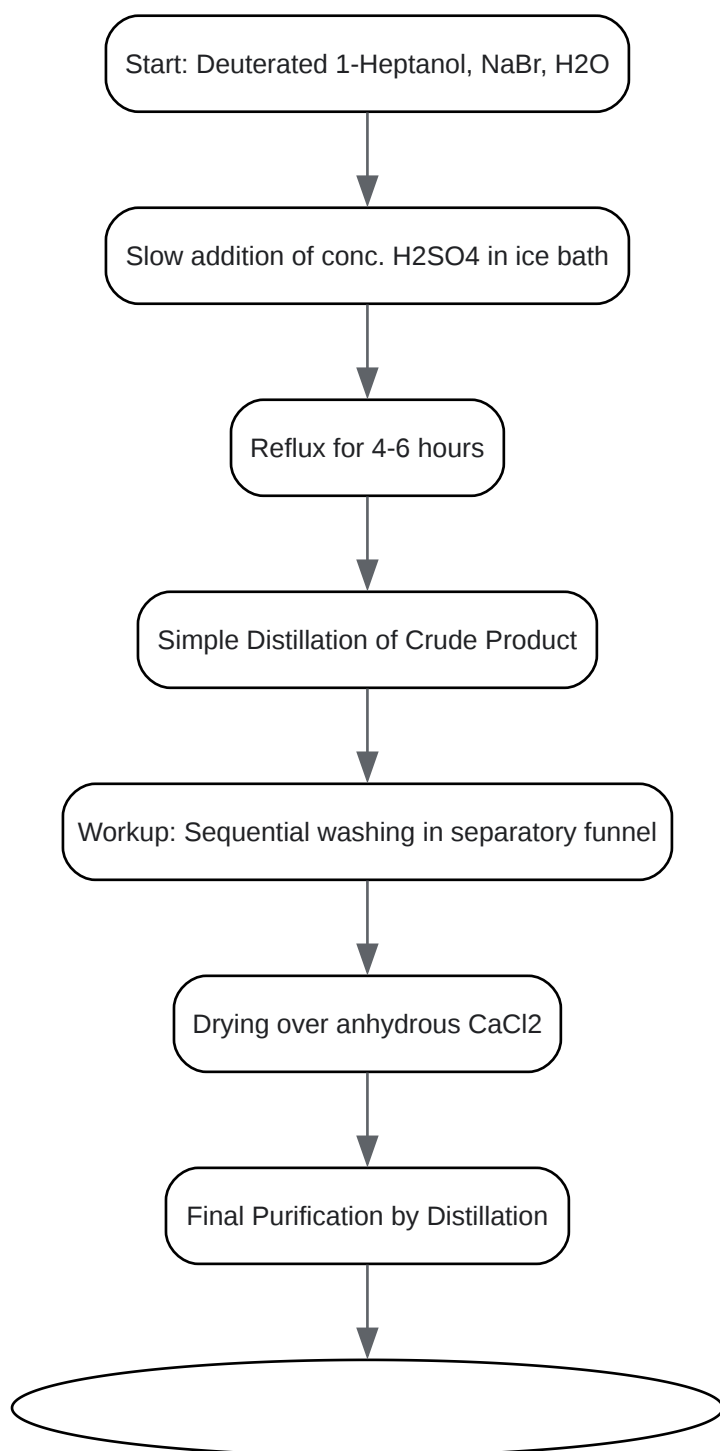 Start: Deuterated 1-Heptanol, NaBr, H2O
Slow addition of conc. H2SO4 in ice bath
Reflux for 4-6 hours
Simple Distillation of Crude Product
Workup: Sequential washing in separatory funnel
Drying over anhydrous CaCl2
Final Purification by Distillation